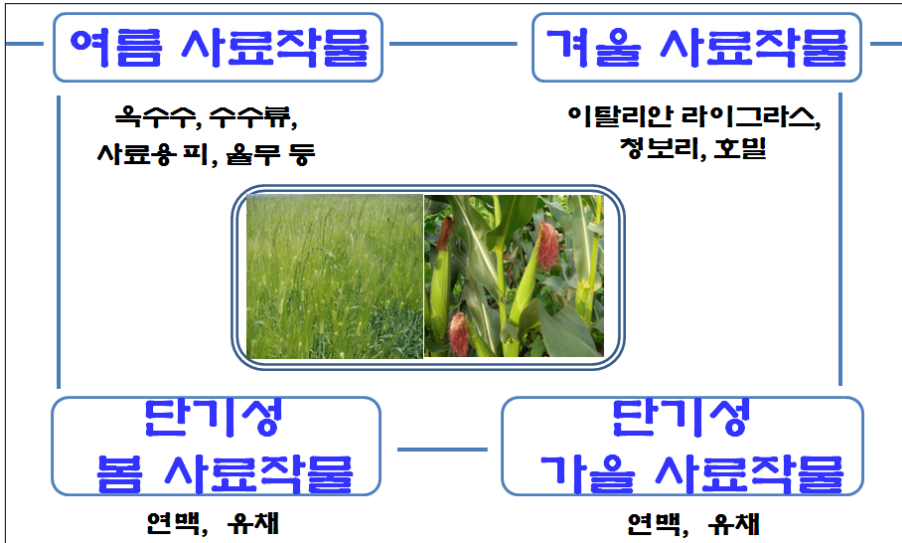 여름 사료작물
겨울 사료작물
옥수수, 수수류,
사료용 피, 율무 등
이탈리안 라이그라스,
청보리, 호밀
단기성
봄 사료작물
단기성
가을 사료작물
연맥, 유채
연맥, 유채